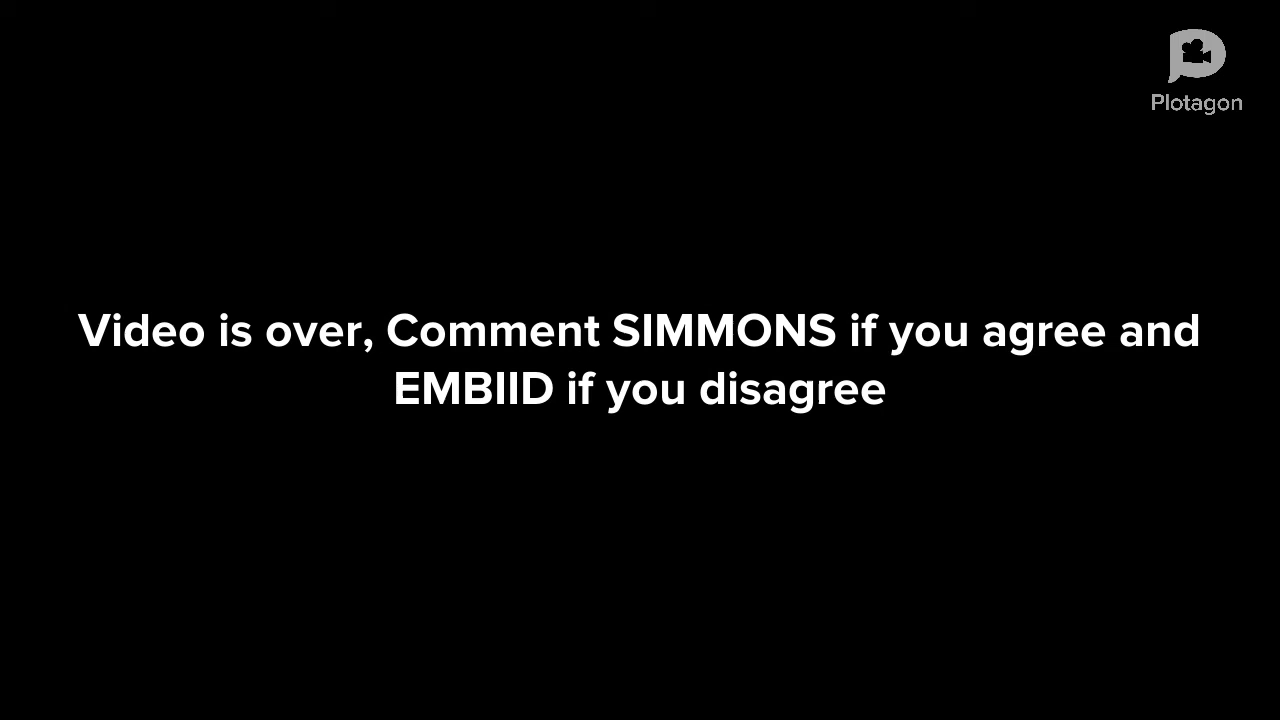 Plotagon
Video is over, Comment SIMMONS if you agree and
EMBIID if you disagree